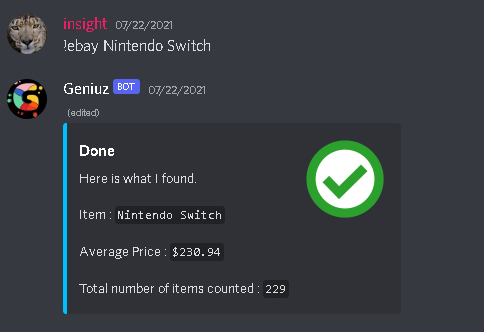 insight 07/22/2021
!ebay Nintendo Switch
Geniuz BOT 07/22/2021
(edited)
Done
Here is what I found.
Item : Nintendo Switch
Average Price : $230.94
Total number of items counted : 229